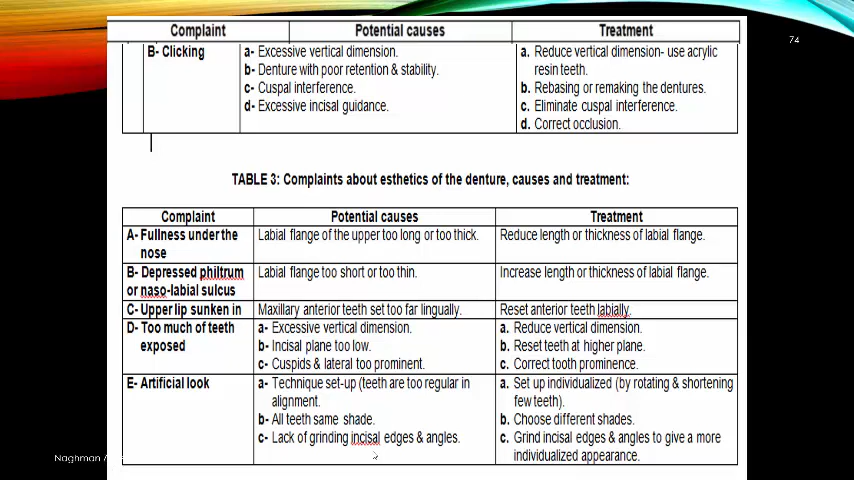 74
Complaint Potential causes Treatment
B- Clicking
a- Excessive vertical dimension.
b- Denture with poor retention & stability.
c- Cuspal interference.
d- Excessive incisal guidance.
a. Reduce vertical dimension- use acrylic
resin teeth.
b. Rebasing or remaking the dentures.
c. Eliminate cuspal interference.
d. Correct occlusion.
TABLE 3: Complaints about esthetics of the denture, causes and treatment:
Complaint Potential causes Treatment
A- Fullness under the
nose
Labial flange of the upper too long or too thick.
Reduce length or thickness of labial flange.
B- Depressed philtrum
or naso-labial sulcus
Labial flange too short or too thin.
Increase length or thickness of labial flange.
C- Upper lip sunken in
Maxillary anterior teeth set too far lingually.
Reset anterior teeth labially.
D- Too much of teeth
exposed
a- Excessive vertical dimension.
b- Incisal plane too low.
c- Cuspids & lateral too prominent.
a. Reduce vertical dimension.
b. Reset teeth at higher plane.
c. Correct tooth prominence.
E- Artificial look
a- Technique set-up (teeth are too regular in
alignment.
b- All teeth same shade.
c- Lack of grinding incisal edges & angles.
a. Set up individualized (by rotating & shortening
few teeth).
b. Choose different shades.
c. Grind incisal edges & angles to give a more
individualized appearance.
Naghman /